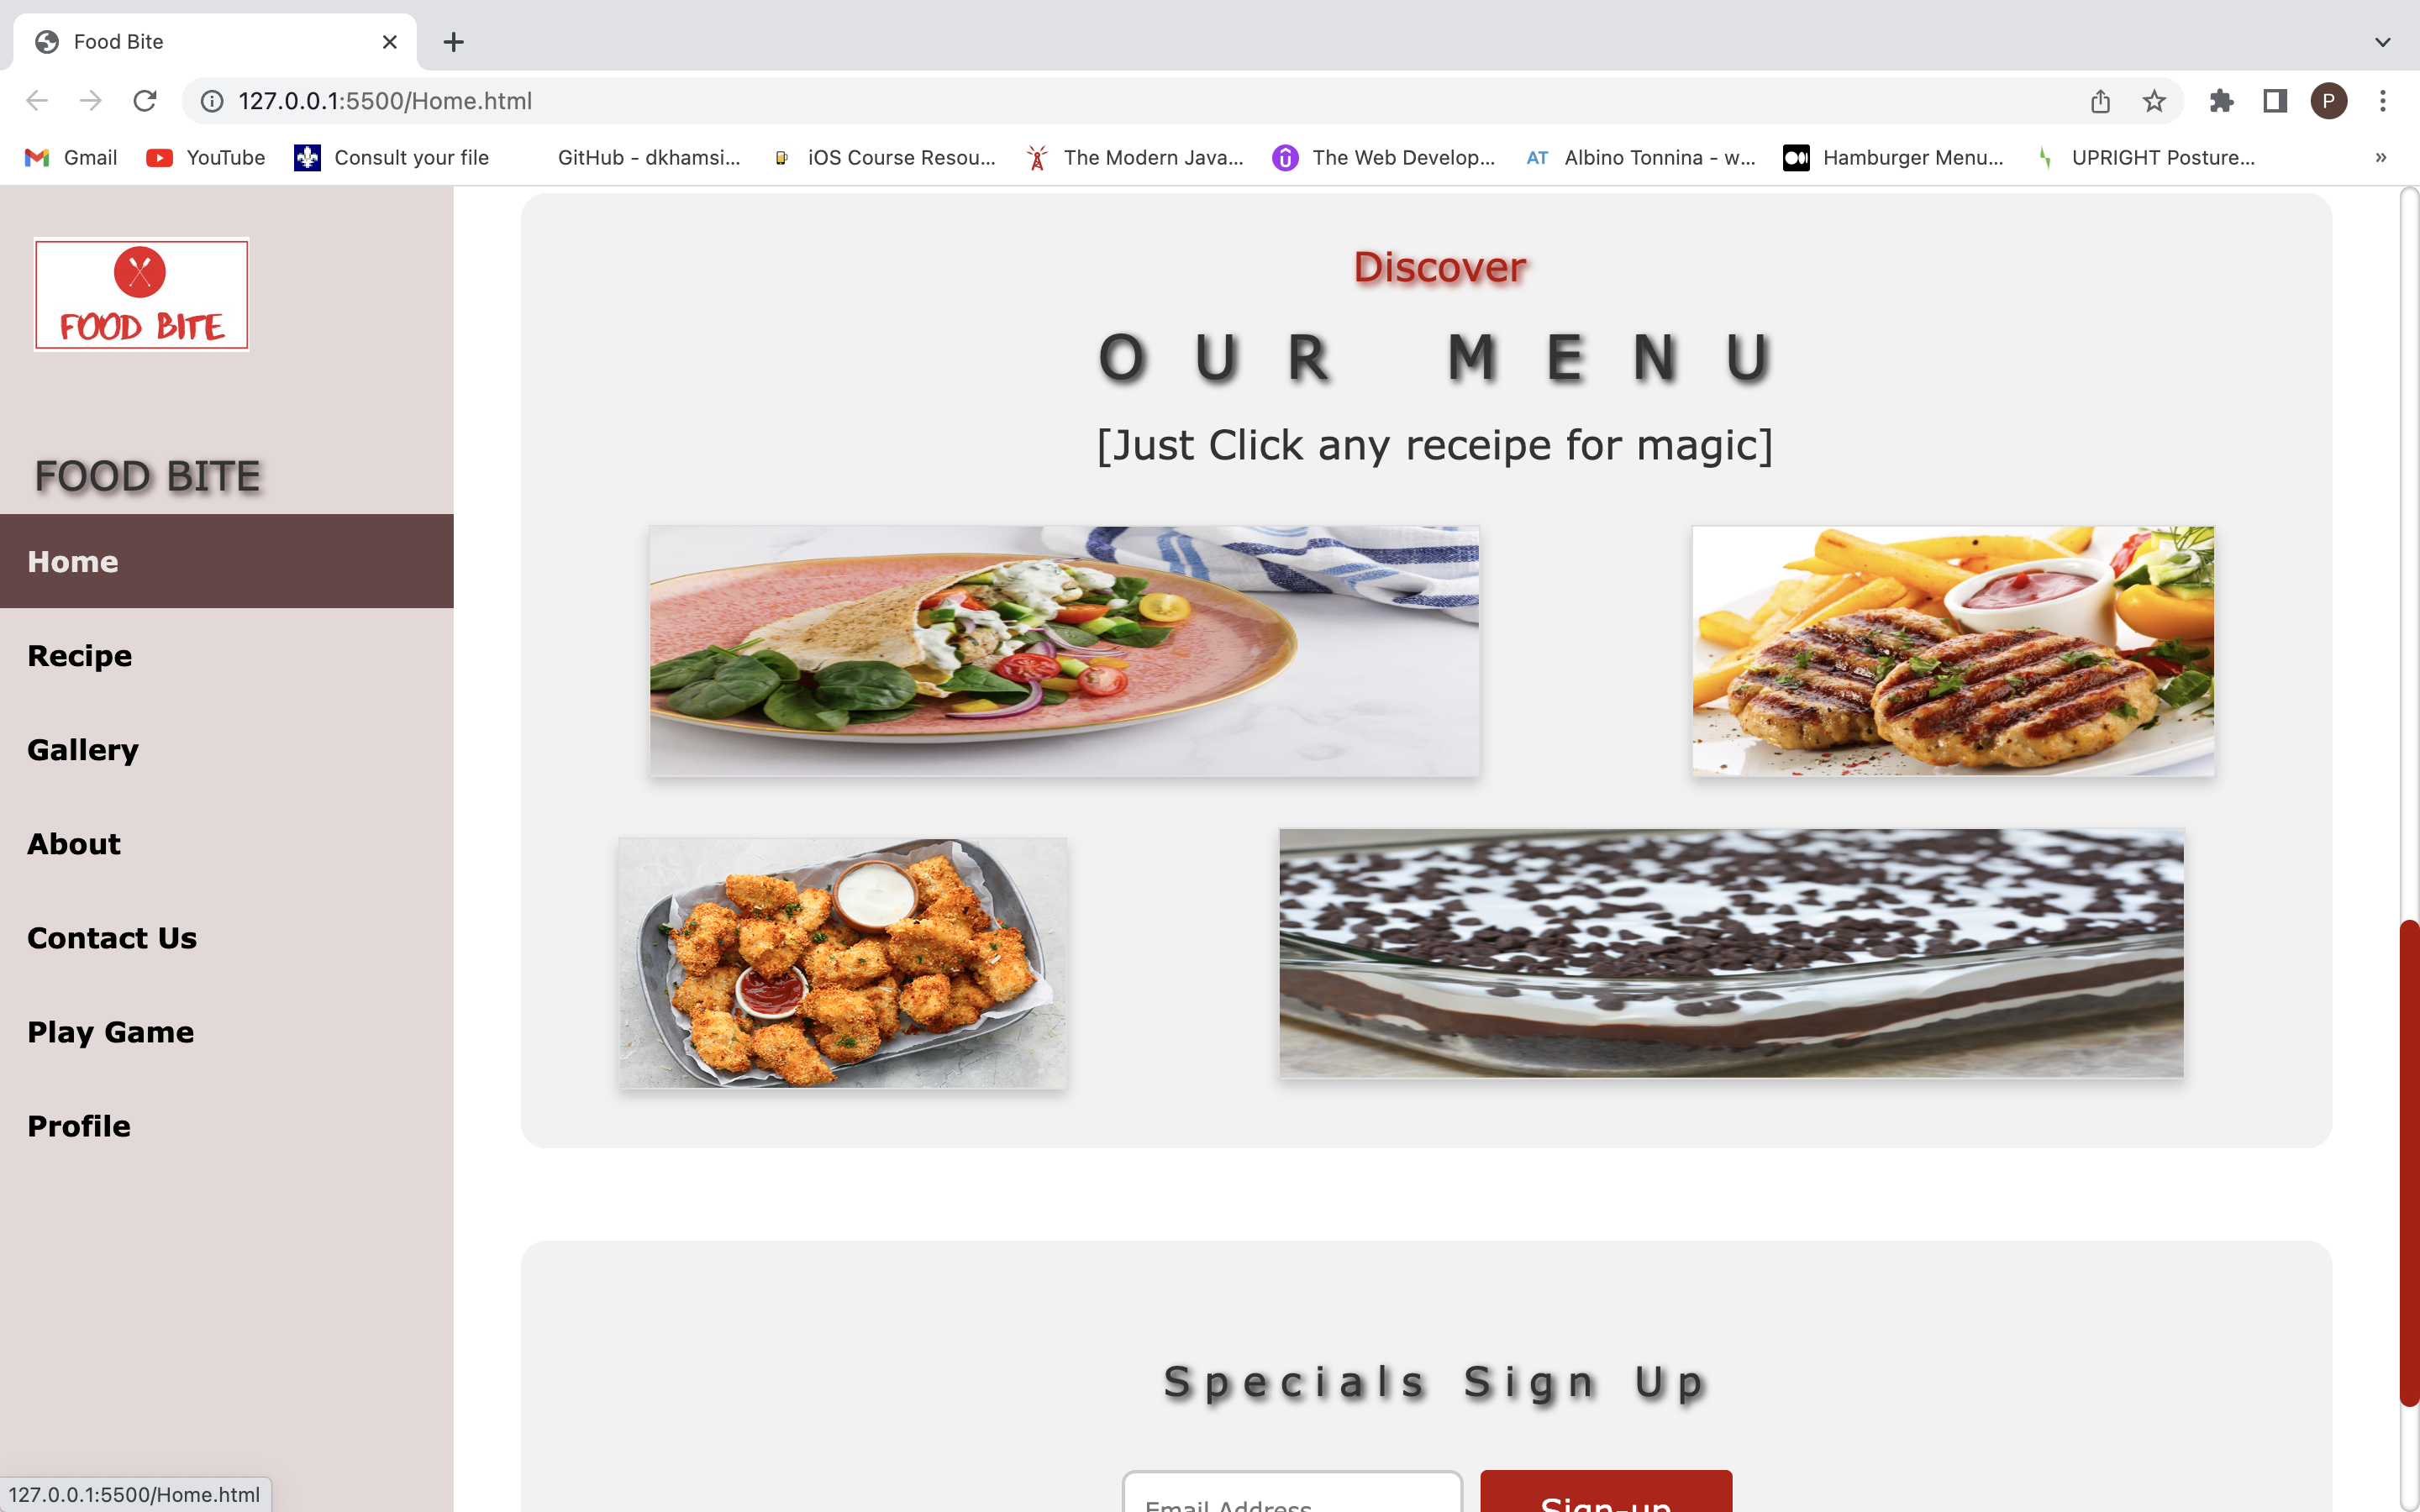 Food Bite
127.0.0.1:5500/Home.html
P
Gmail
YouTube
Consult your file
GitHub - dkhamsi...
iOS Course Resou...
The Modern Java...
The Web Develop...
AT Albino Tonnina - w...
Hamburger Menu...
UPRIGHT Posture...
»
FOOD BITE
FOOD BITE
Home
Recipe
Gallery
About
Contact Us
Play Game
Profile
Discover
OUR MENU
[Just Click any receipe for magic]
Specials Sign Up
Email Address
Sign-up
127.0.0.1:5500/Home.html